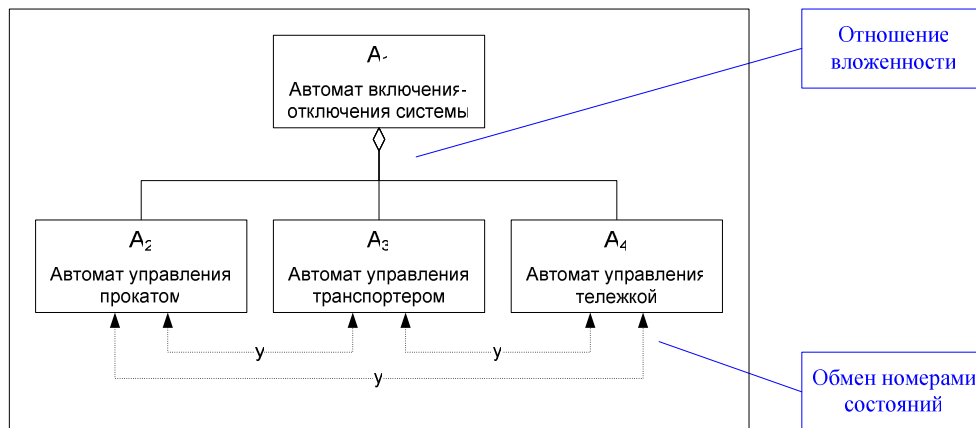 A₁
Автомат включения-
отключения системы
Отношение
вложенности
A₂
Автомат управления
прокатом
A₃
Автомат управления
транспортером
A₄
Автомат управления
тележкой
y
y
y
Обмен номерами
состояний